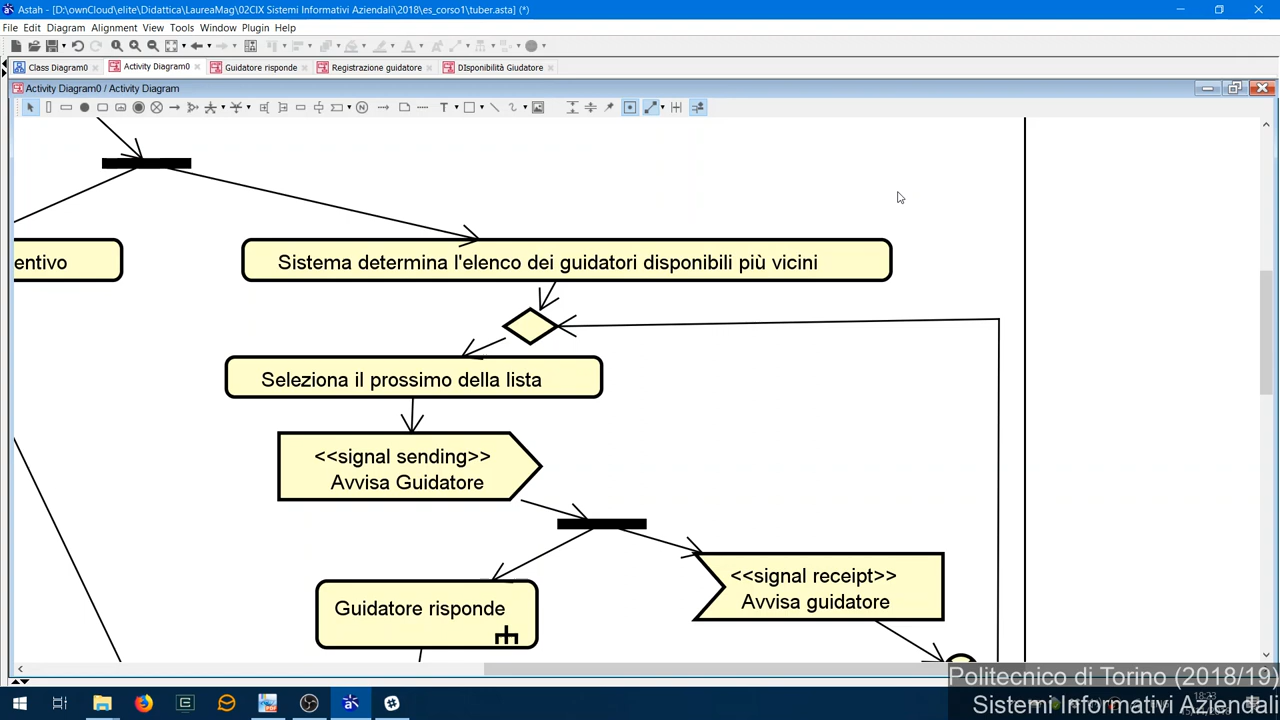 Astah - [D:\ownCloud\elite\Didattica\LaureaMag\02CIX Sistemi Informativi Aziendali\2018\es_corso1\tuber.asta] (*)
File Edit Diagram Alignment View Tools Window Plugin Help
Class Diagram0 Activity Diagram0 Guidatore risponde Registrazione guidatore DIsponibilità Giudatore
Activity Diagram0 / Activity Diagram
entivo
Sistema determina l'elenco dei guidatori disponibili più vicini
Seleziona il prossimo della lista
<<signal sending>>
Avvisa Guidatore
<<signal receipt>>
Avvisa guidatore
Guidatore risponde
Politecnico di Torino (2018/19)
Sistemi Informativi Aziendali
18:23